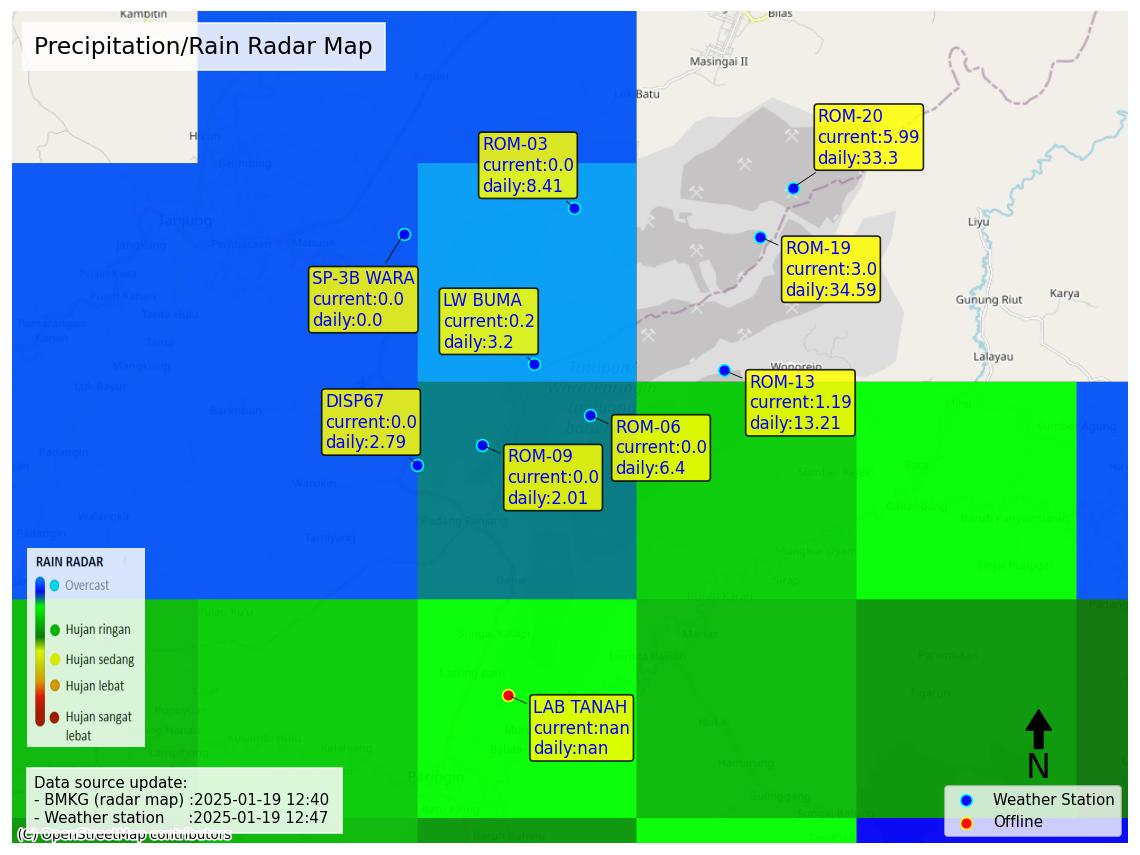 Kambitin
Bilas
Precipitation/Rain Radar Map
Masingai II
Batu
ROM-20
current:5.99
daily:33.3
ROM-03
current:0.0
daily:8.41
Tanjung
Liyu
ROM-19
current:3.0
daily:34.59
SP-3B WARA
current:0.0
daily:0.0
LW BUMA
current:0.2
daily:3.2
Gunung Riut
Karya
Lalayau
Wonorejo
ROM-13
current:1.19
daily:13.21
DISP67
current:0.0
daily:2.79
ROM-06
current:0.0
daily:6.4
ROM-09
current:0.0
daily:2.01
RAIN RADAR
Overcast
Hujan ringan
Hujan sedang
Hujan lebat
Hujan sangat
lebat
LAB TANAH
current:nan
daily:nan
Paringin
N
Data source update:
- BMKG (radar map) :2025-01-19 12:40
- Weather station :2025-01-19 12:47
Weather Station
Offline
(C) OpenStreetMap contributors